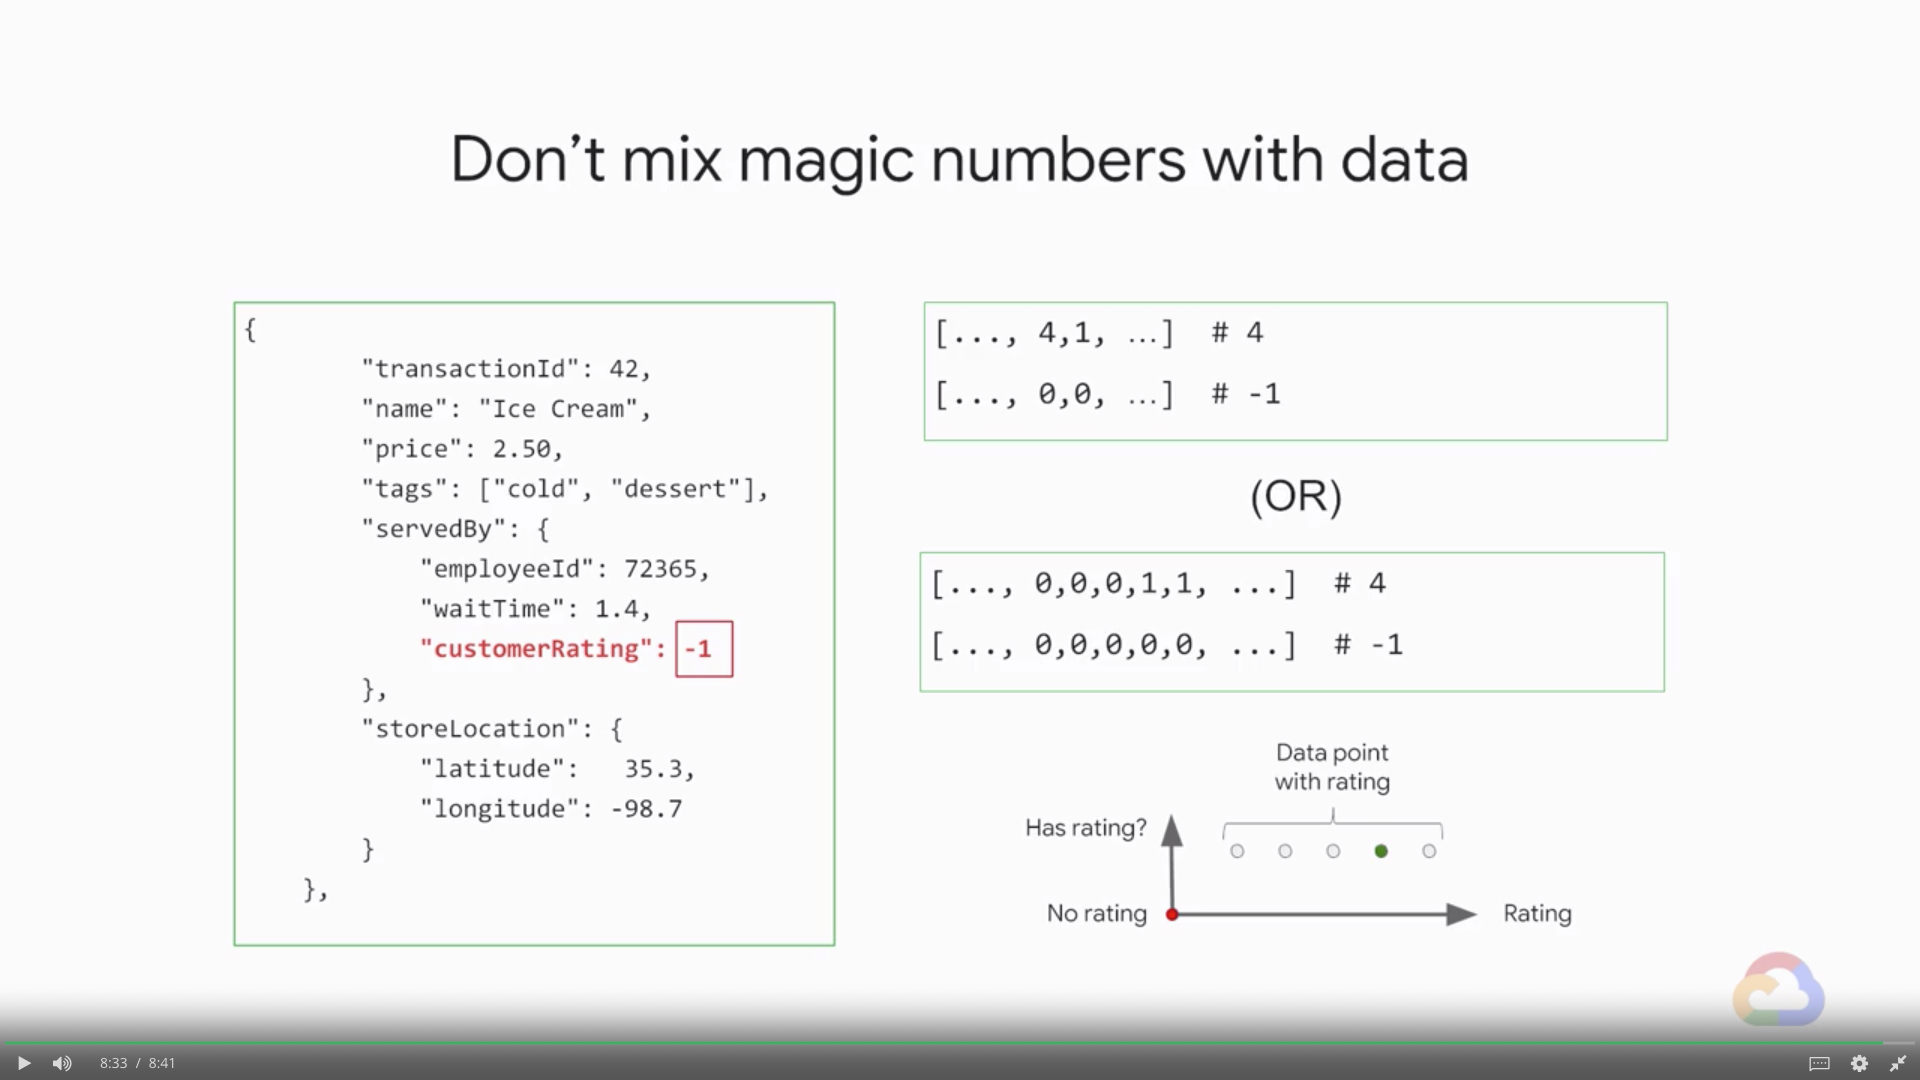 Don't mix magic numbers with data
{
"transactionId": 42,
"name": "Ice Cream",
"price": 2.50,
"tags": ["cold", "dessert"],
"servedBy": {
"employeeId": 72365,
"waitTime": 1.4,
"customerRating": -1
},
"storeLocation": {
"latitude": 35.3,
"longitude": -98.7
}
},
[..., 4,1, ...] # 4
[..., 0,0, ...] # -1
(OR)
[..., 0,0,0,1,1, ...] # 4
[..., 0,0,0,0,0, ...] # -1
Data point
with rating
Has rating?
No rating
Rating
8:33 / 8:41